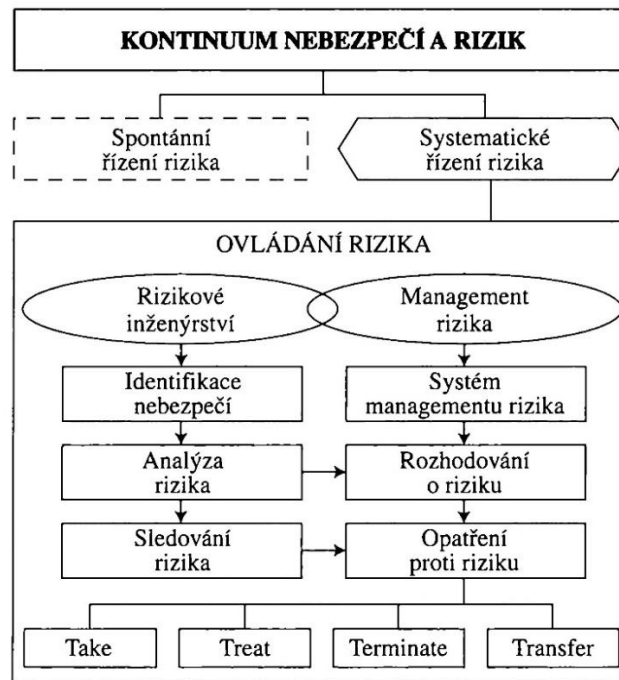 KONTINUUM NEBEZPEČÍ A RIZIK
Spontánní
řízení rizika
Systematické
řízení rizika
OVLÁDÁNÍ RIZIKA
Rizikové
inženýrství
Management
rizika
Identifikace
nebezpečí
Systém
managementu rizika
Analýza
rizika
Rozhodování
o riziku
Sledování
rizika
Opatření
proti riziku
Take
Treat
Terminate
Transfer